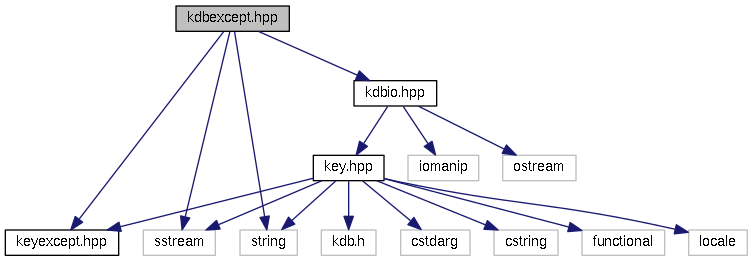 kdbexcept.hpp
kdbio.hpp
key.hpp
iomanip
ostream
keyexcept.hpp
sstream
string
kdb.h
cstdarg
cstring
functional
locale